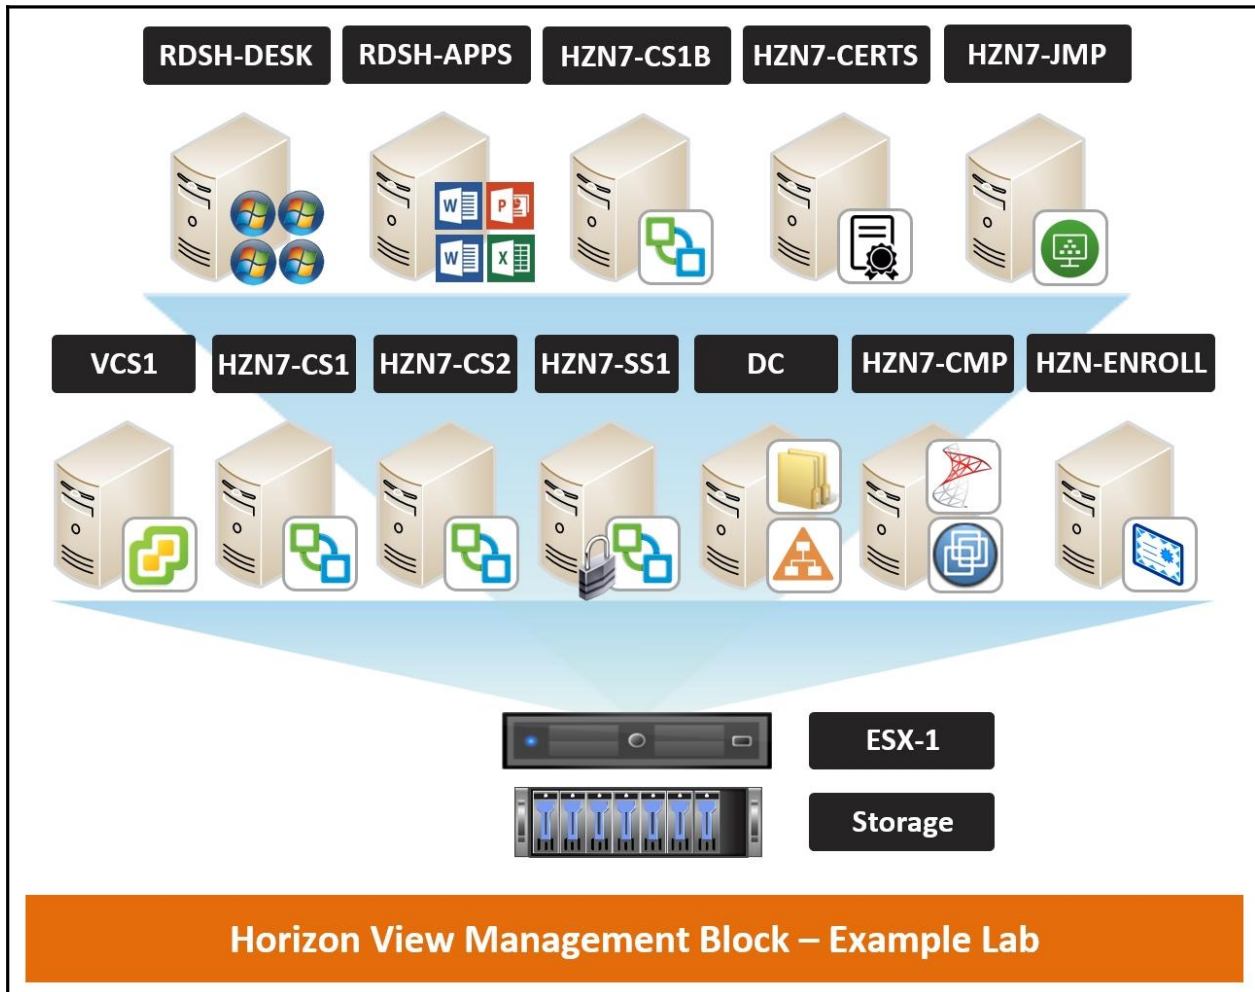 RDSH-DESK
RDSH-APPS
HZN7-CS1B
HZN7-CERTS
HZN7-JMP
W
P
W
X
VCS1
HZN7-CS1
HZN7-CS2
HZN7-SS1
DC
HZN7-CMP
HZN-ENROLL
ESX-1
Storage
Horizon View Management Block – Example Lab